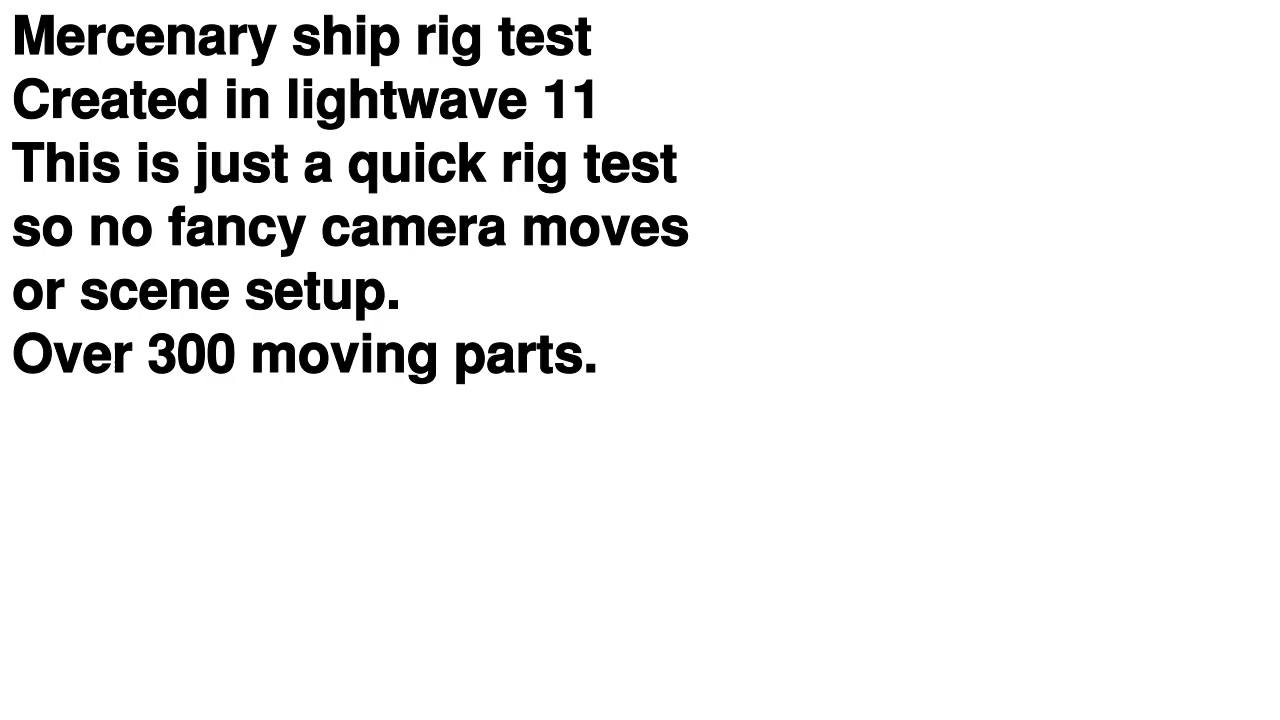 Mercenary ship rig test
Created in lightwave 11
This is just a quick rig test
so no fancy camera moves
or scene setup.
Over 300 moving parts.